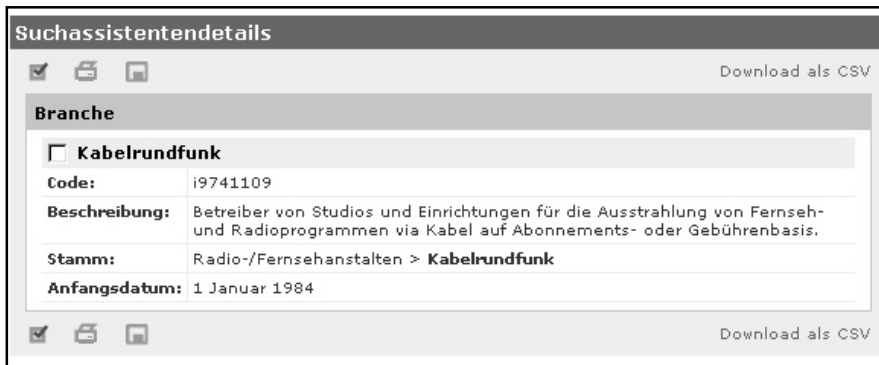 Suchassistentendetails
Download als CSV
Branche
Kabelrundfunk
Code: i9741109
Beschreibung: Betreiber von Studios und Einrichtungen für die Ausstrahlung von Fernseh-
und Radioprogrammen via Kabel auf Abonnements- oder Gebührenbasis.
Stamm: Radio-/Fernsehanstalten > Kabelrundfunk
Anfangsdatum: 1 Januar 1984
Download als CSV